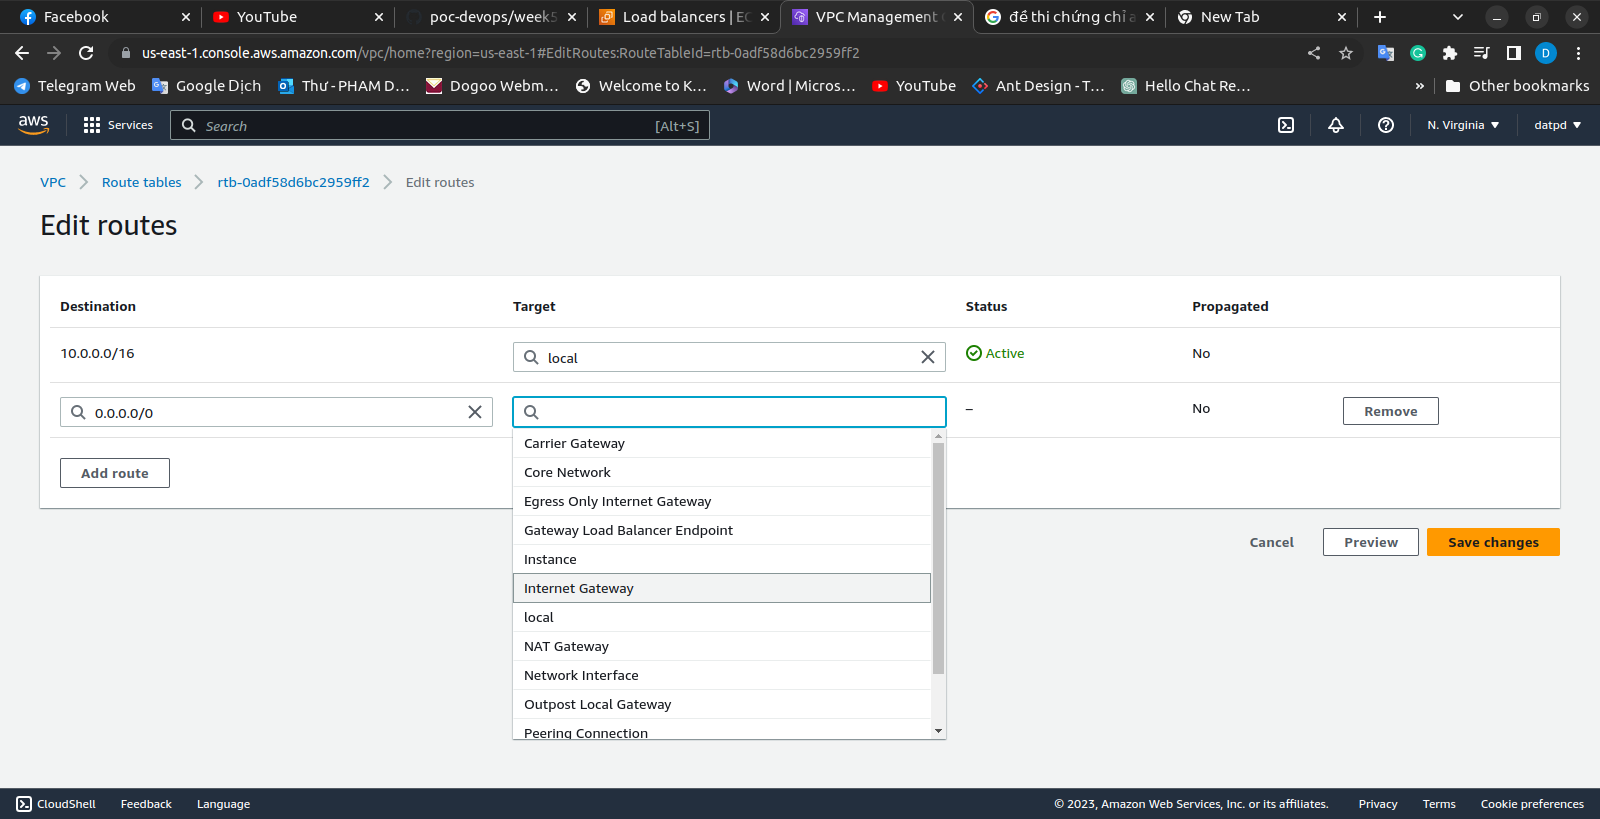 Facebook
YouTube
poc-devops/week5
Load balancers | EC
VPC Management C
đề thi chứng chỉ a
New Tab
us-east-1.console.aws.amazon.com/vpc/home?region=us-east-1#EditRoutes:RouteTableId=rtb-0adf58d6bc2959ff2
D
Telegram Web
Google Dịch
Thư - PHAM D...
Dogoo Webm...
Welcome to K...
Word | Micros...
YouTube
Ant Design - T...
Hello Chat Re...
»
Other bookmarks
aws
Services
Search
[Alt+S]
N. Virginia
datpd
VPC
Route tables
rtb-0adf58d6bc2959ff2
Edit routes
Edit routes
Destination
Target
Status
Propagated
10.0.0.0/16
local
Active
No
0.0.0.0/0
–
No
Remove
Carrier Gateway
Core Network
Egress Only Internet Gateway
Gateway Load Balancer Endpoint
Instance
Internet Gateway
local
NAT Gateway
Network Interface
Outpost Local Gateway
Peering Connection
Add route
Cancel
Preview
Save changes
CloudShell
Feedback
Language
© 2023, Amazon Web Services, Inc. or its affiliates.
Privacy
Terms
Cookie preferences